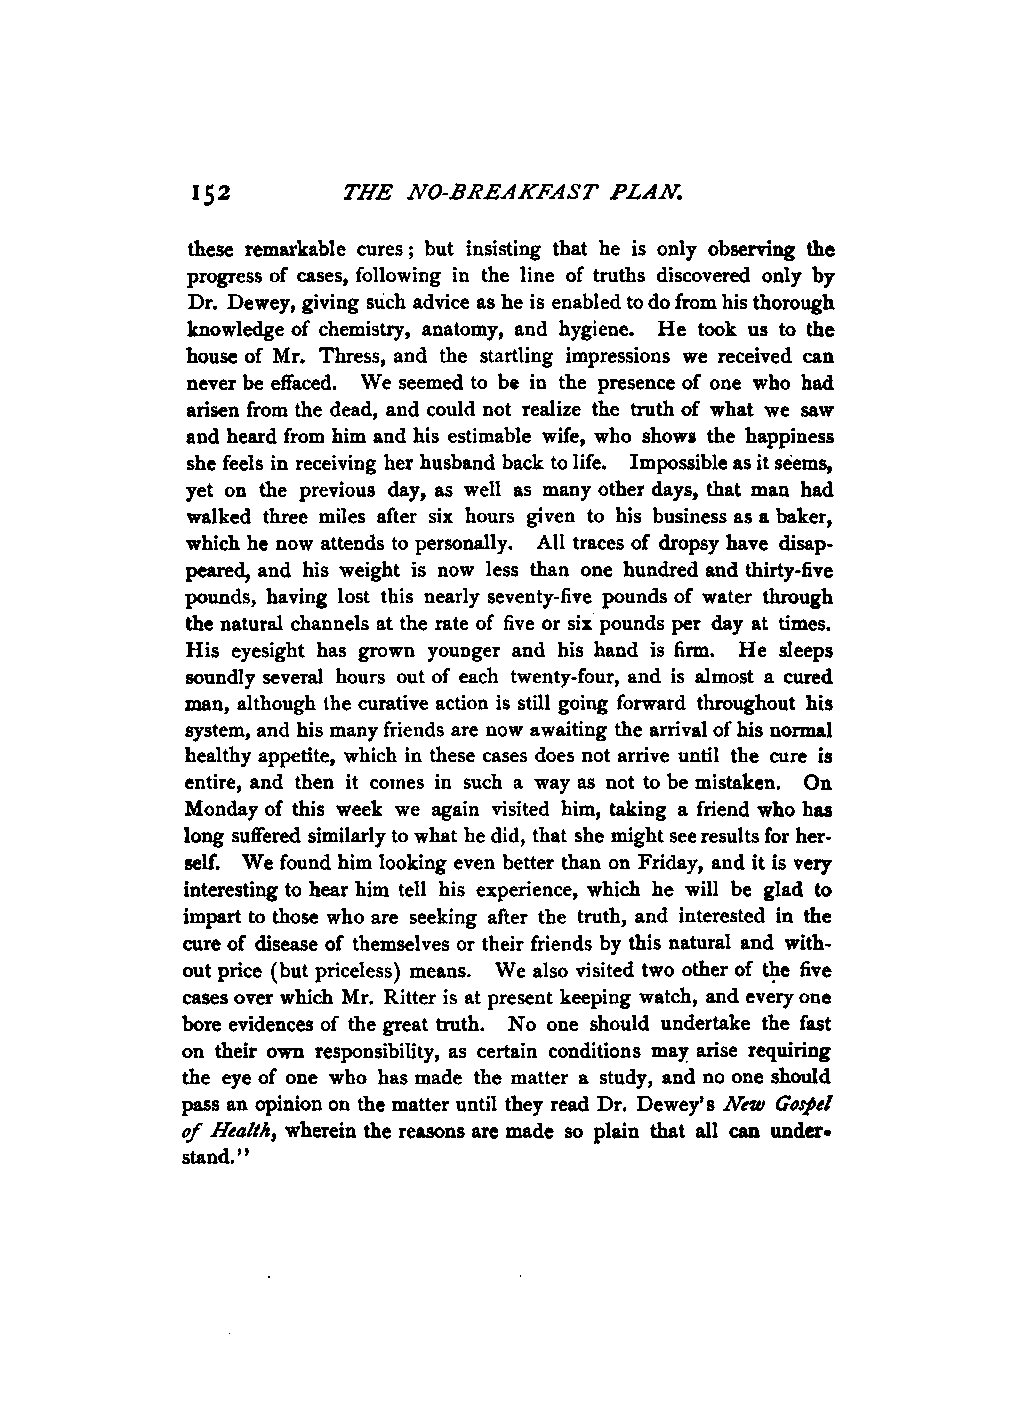 152 THE NO-BREAKFAST PLAN.
these remarkable cures; but insisting that he is only observing the
progress of cases, following in the line of truths discovered only by
Dr. Dewey, giving such advice as he is enabled to do from his thorough
knowledge of chemistry, anatomy, and hygiene. He took us to the
house of Mr. Thress, and the startling impressions we received can
never be effaced. We seemed to be in the presence of one who had
arisen from the dead, and could not realize the truth of what we saw
and heard from him and his estimable wife, who shows the happiness
she feels in receiving her husband back to life. Impossible as it seems,
yet on the previous day, as well as many other days, that man had
walked three miles after six hours given to his business as a baker,
which he now attends to personally. All traces of dropsy have disap-
peared, and his weight is now less than one hundred and thirty-five
pounds, having lost this nearly seventy-five pounds of water through
the natural channels at the rate of five or six pounds per day at times.
His eyesight has grown younger and his hand is firm. He sleeps
soundly several hours out of each twenty-four, and is almost a cured
man, although the curative action is still going forward throughout his
system, and his many friends are now awaiting the arrival of his normal
healthy appetite, which in these cases does not arrive until the cure is
entire, and then it comes in such a way as not to be mistaken. On
Monday of this week we again visited him, taking a friend who has
long suffered similarly to what he did, that she might see results for her-
self. We found him looking even better than on Friday, and it is very
interesting to hear him tell his experience, which he will be glad to
impart to those who are seeking after the truth, and interested in the
cure of disease of themselves or their friends by this natural and with-
out price (but priceless) means. We also visited two other of the five
cases over which Mr. Ritter is at present keeping watch, and every one
bore evidences of the great truth. No one should undertake the fast
on their own responsibility, as certain conditions may arise requiring
the eye of one who has made the matter a study, and no one should
pass an opinion on the matter until they read Dr. Dewey's New Gospel
of Health, wherein the reasons are made so plain that all can under-
stand."